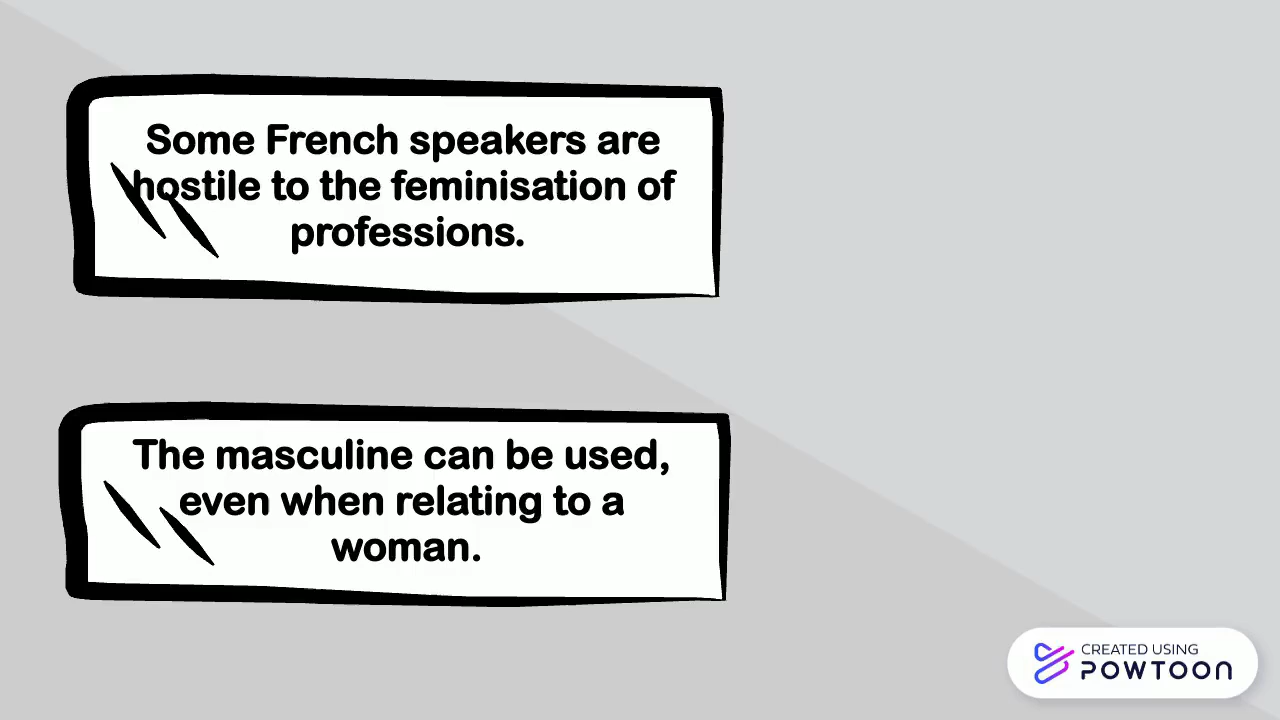 Some French speakers are
hostile to the feminisation of
professions.
The masculine can be used,
even when relating to a
woman.
CREATED USING
POWTOON